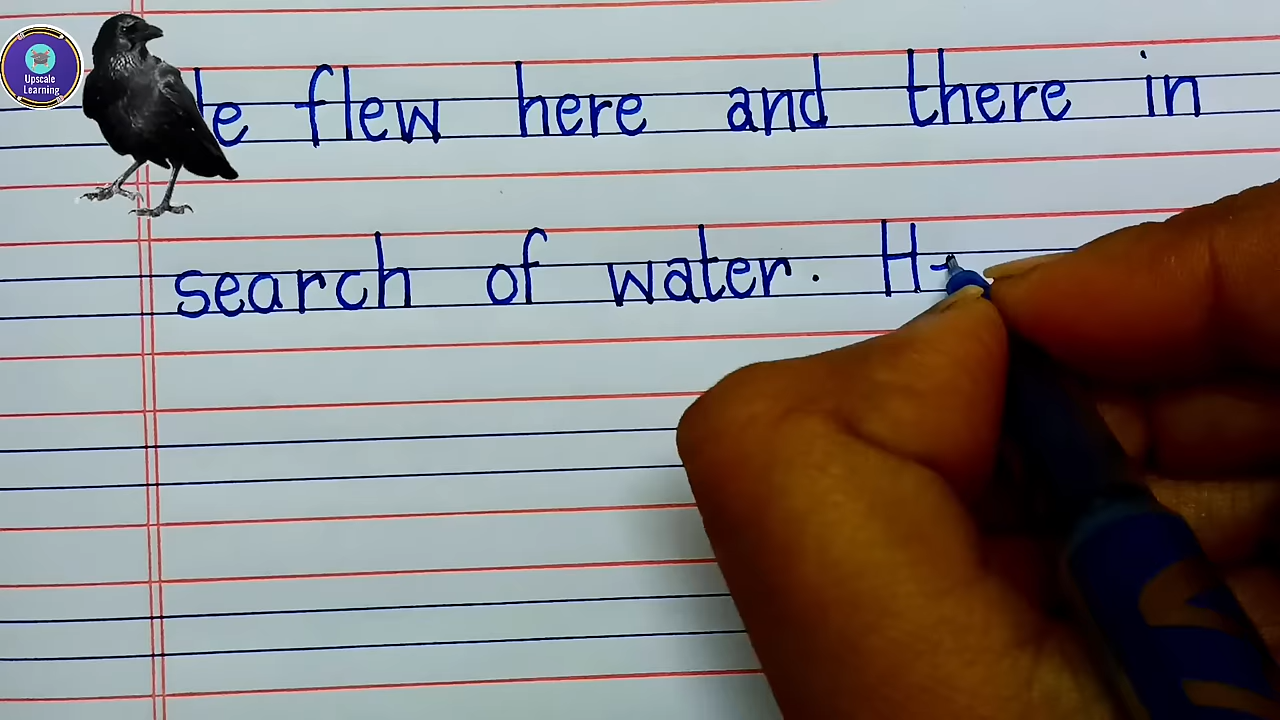 Upscale
Learning
e flew here and there in
search of water. H